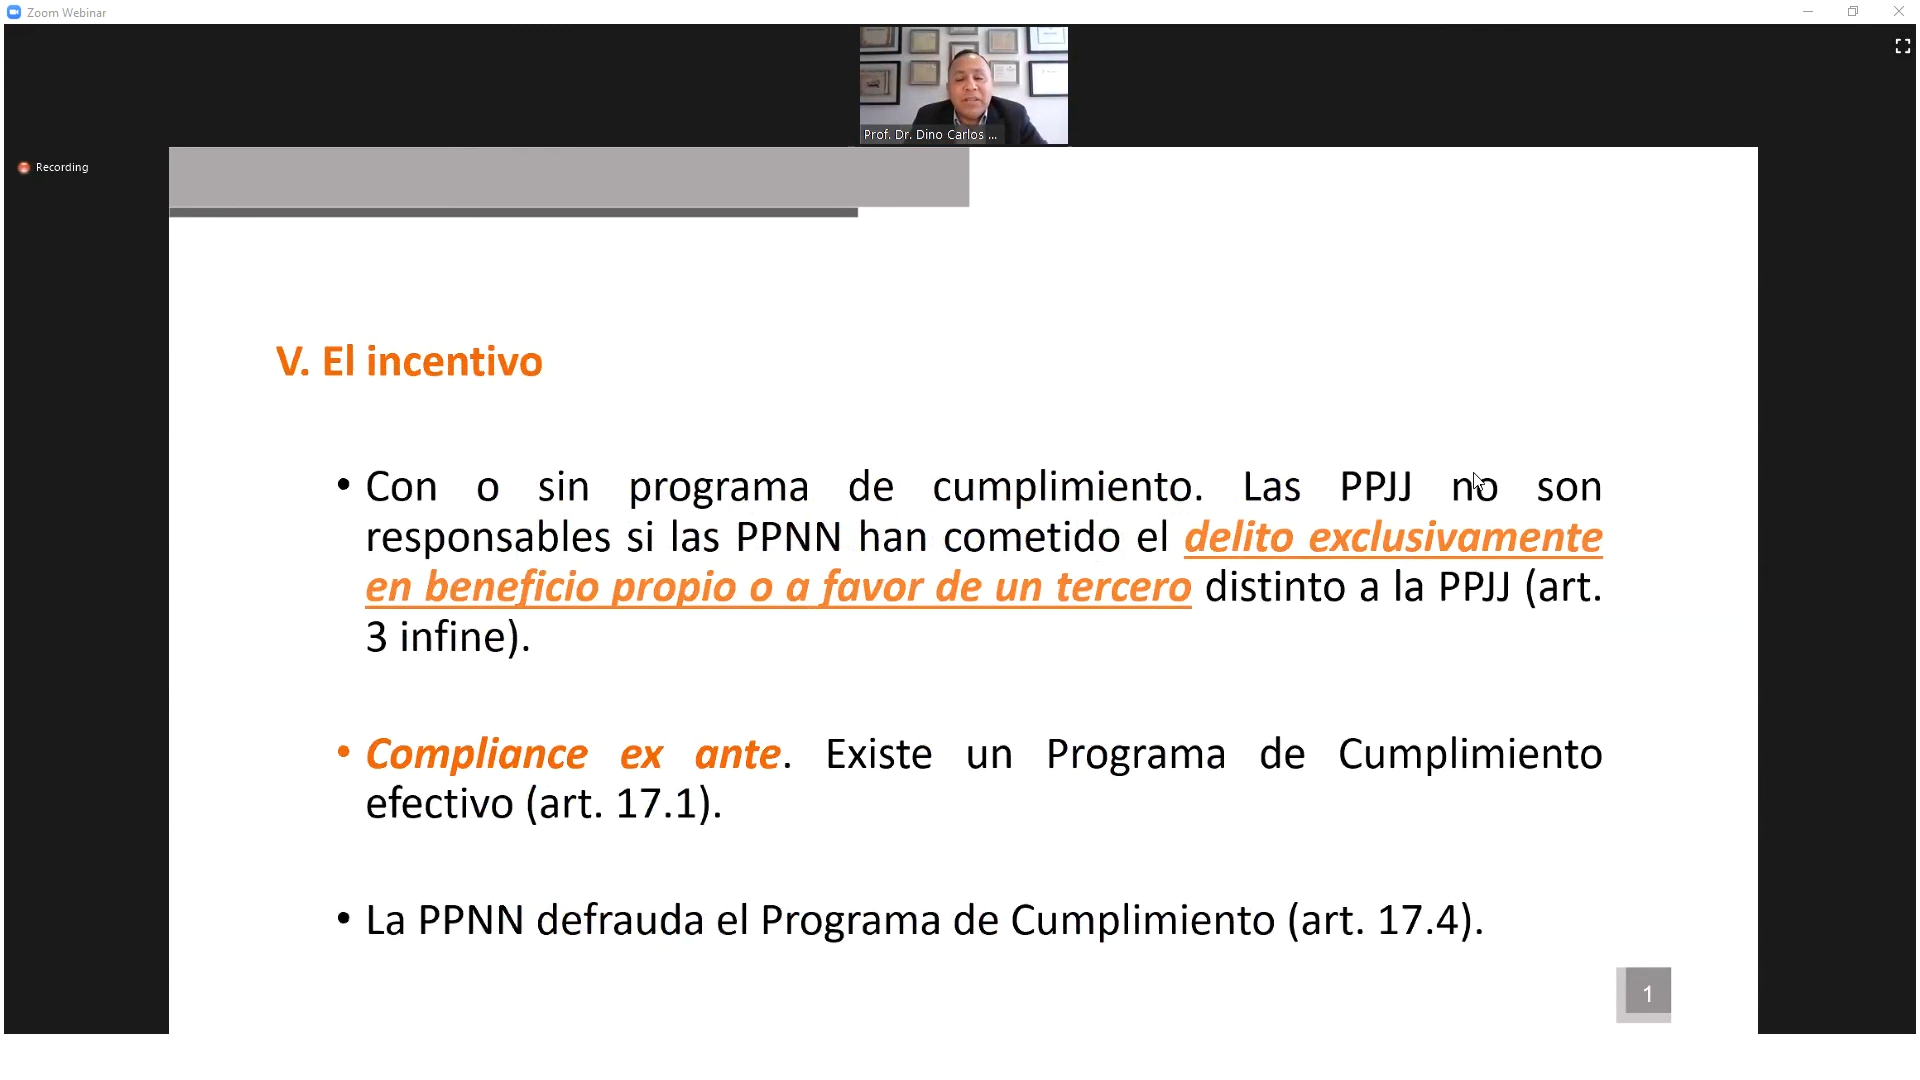 Zoom Webinar
Prof. Dr. Dino Carlos ...
Recording
V. El incentivo
• Con o sin programa de cumplimiento. Las PPJJ no son
responsables si las PPNN han cometido el delito exclusivamente
en beneficio propio o a favor de un tercero distinto a la PPJJ (art.
3 infine).
• Compliance ex ante. Existe un Programa de Cumplimiento
efectivo (art. 17.1).
• La PPNN defrauda el Programa de Cumplimiento (art. 17.4).
1